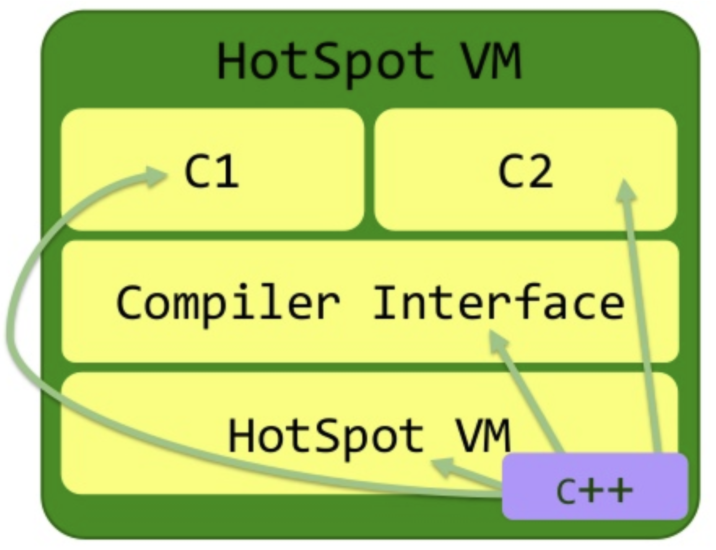 HotSpot VM
C1
C2
Compiler Interface
HotSpot VM
C++